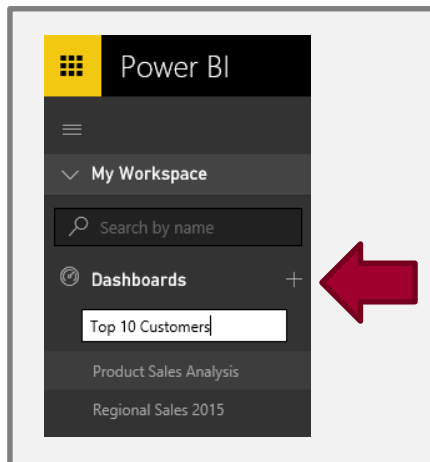 Power BI
My Workspace
Search by name
Dashboards
Top 10 Customers
Product Sales Analysis
Regional Sales 2015